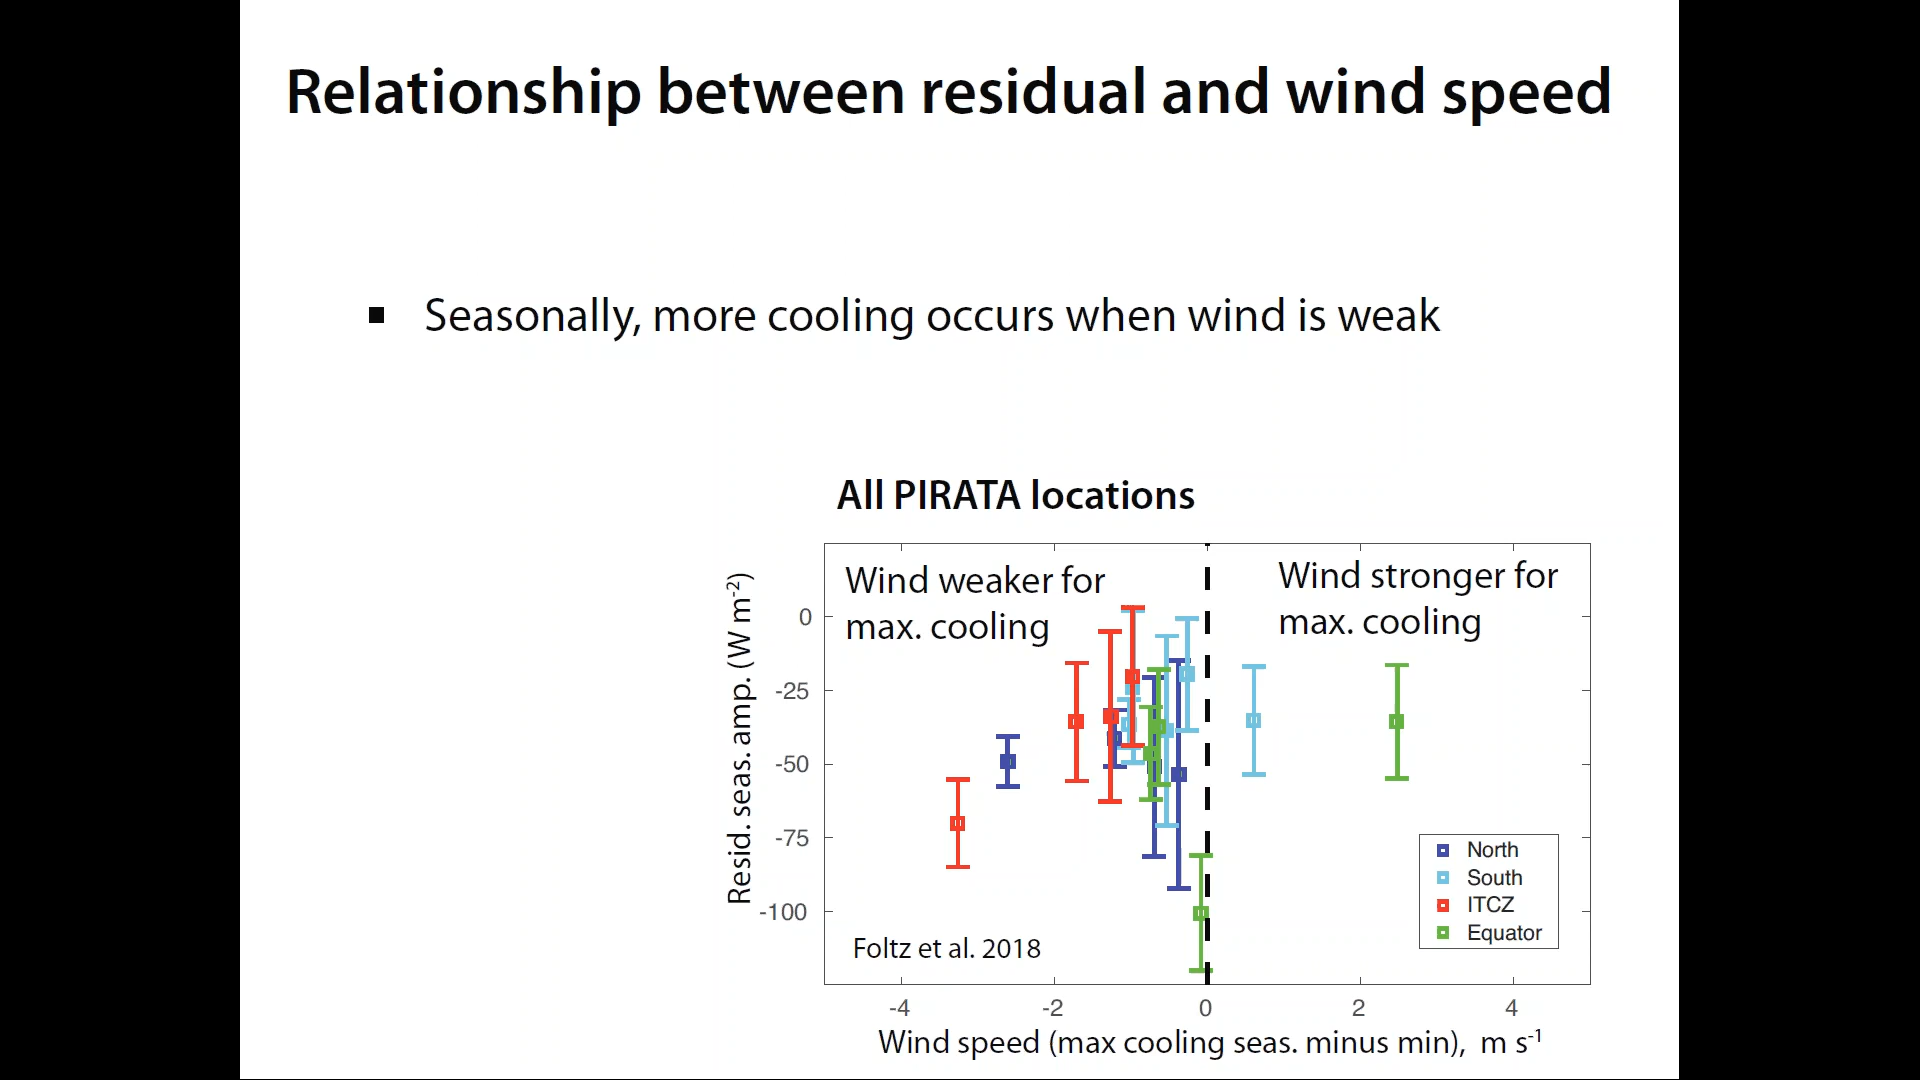 Relationship between residual and wind speed
▪ Seasonally, more cooling occurs when wind is weak
All PIRATA locations
Wind weaker for
max. cooling
Wind stronger for
max. cooling
Resid. seas. amp. (W m⁻²)
0
-25
-50
-75
-100
North
South
ITCZ
Equator
Foltz et al. 2018
-4 -2 0 2 4
Wind speed (max cooling seas. minus min), m s⁻¹